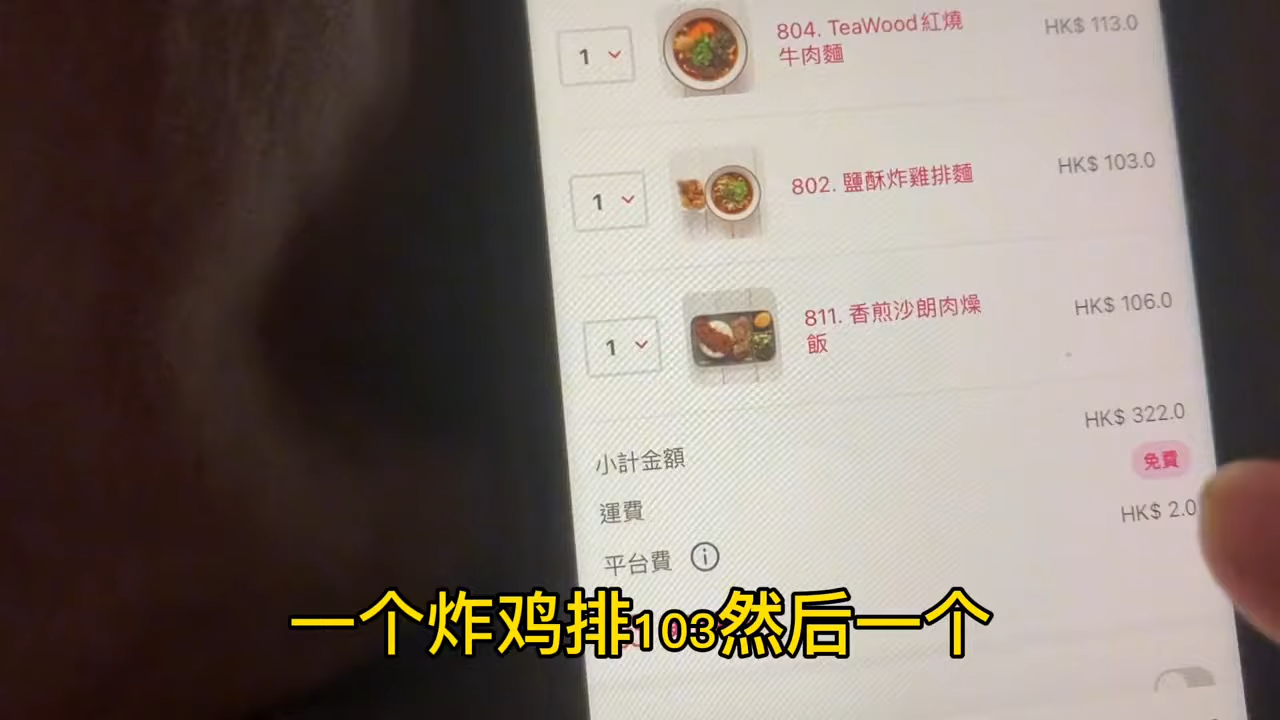 1
804. TeaWood紅燒
牛肉麵
HK$ 113.0
1
802. 鹽酥炸雞排麵
HK$ 103.0
1
811. 香煎沙朗肉燥
飯
HK$ 106.0
小計金額
HK$ 322.0
運費
免費
平台費
HK$ 2.0
一个炸鸡排103然后一个